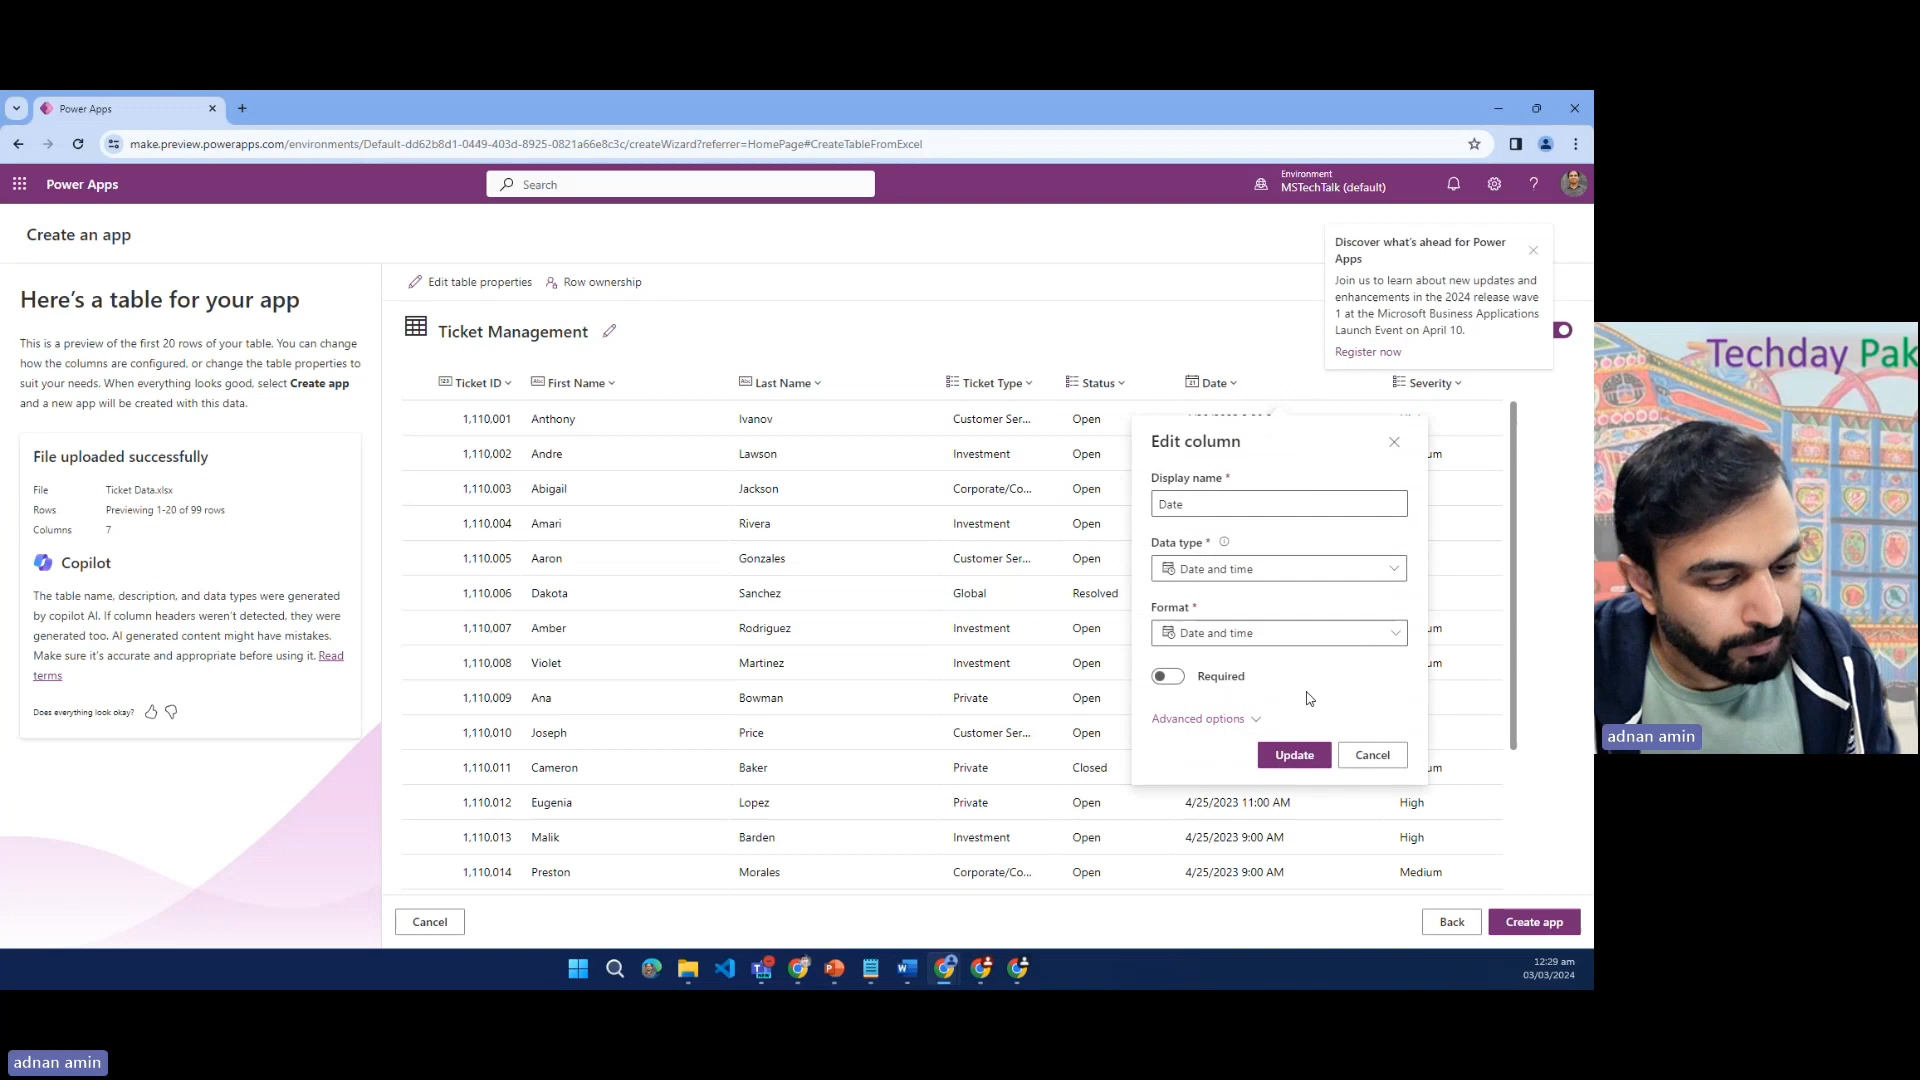 Power Apps
make.preview.powerapps.com/environments/Default-dd62b8d1-0449-403d-8925-0821a66e8c3c/createWizard?referrer=HomePage#CreateTableFromExcel
Power Apps
Search
Environment
MSTechTalk (default)
Create an app
Discover what's ahead for Power
Apps
Join us to learn about new updates and
enhancements in the 2024 release wave
1 at the Microsoft Business Applications
Launch Event on April 10.
Register now
Here's a table for your app
This is a preview of the first 20 rows of your table. You can change
how the columns are configured, or change the table properties to
suit your needs. When everything looks good, select Create app
and a new app will be created with this data.
File uploaded successfully
File Ticket Data.xlsx
Rows Previewing 1-20 of 99 rows
Columns 7
Copilot
The table name, description, and data types were generated
by copilot AI. If column headers weren't detected, they were
generated too. AI generated content might have mistakes.
Make sure it's accurate and appropriate before using it. Read
terms
Does everything look okay?
Edit table properties Row ownership
Ticket Management
Ticket ID First Name Last Name Ticket Type Status Date Severity
1,110,001 Anthony Ivanov Customer Ser... Open
1,110,002 Andre Lawson Investment Open um
1,110,003 Abigail Jackson Corporate/Co... Open
1,110,004 Amari Rivera Investment Open
1,110,005 Aaron Gonzales Customer Ser... Open
1,110,006 Dakota Sanchez Global Resolved
1,110,007 Amber Rodriguez Investment Open um
1,110,008 Violet Martinez Investment Open um
1,110,009 Ana Bowman Private Open
1,110,010 Joseph Price Customer Ser... Open
1,110,011 Cameron Baker Private Closed um
1,110,012 Eugenia Lopez Private Open 4/25/2023 11:00 AM High
1,110,013 Malik Barden Investment Open 4/25/2023 9:00 AM High
1,110,014 Preston Morales Corporate/Co... Open 4/25/2023 9:00 AM Medium
Edit column
Display name *
Date
Data type *
Date and time
Format *
Date and time
Required
Advanced options
Update Cancel
Cancel
Back Create app
12:29 am
03/03/2024
Techday Pak
adnan amin
adnan amin